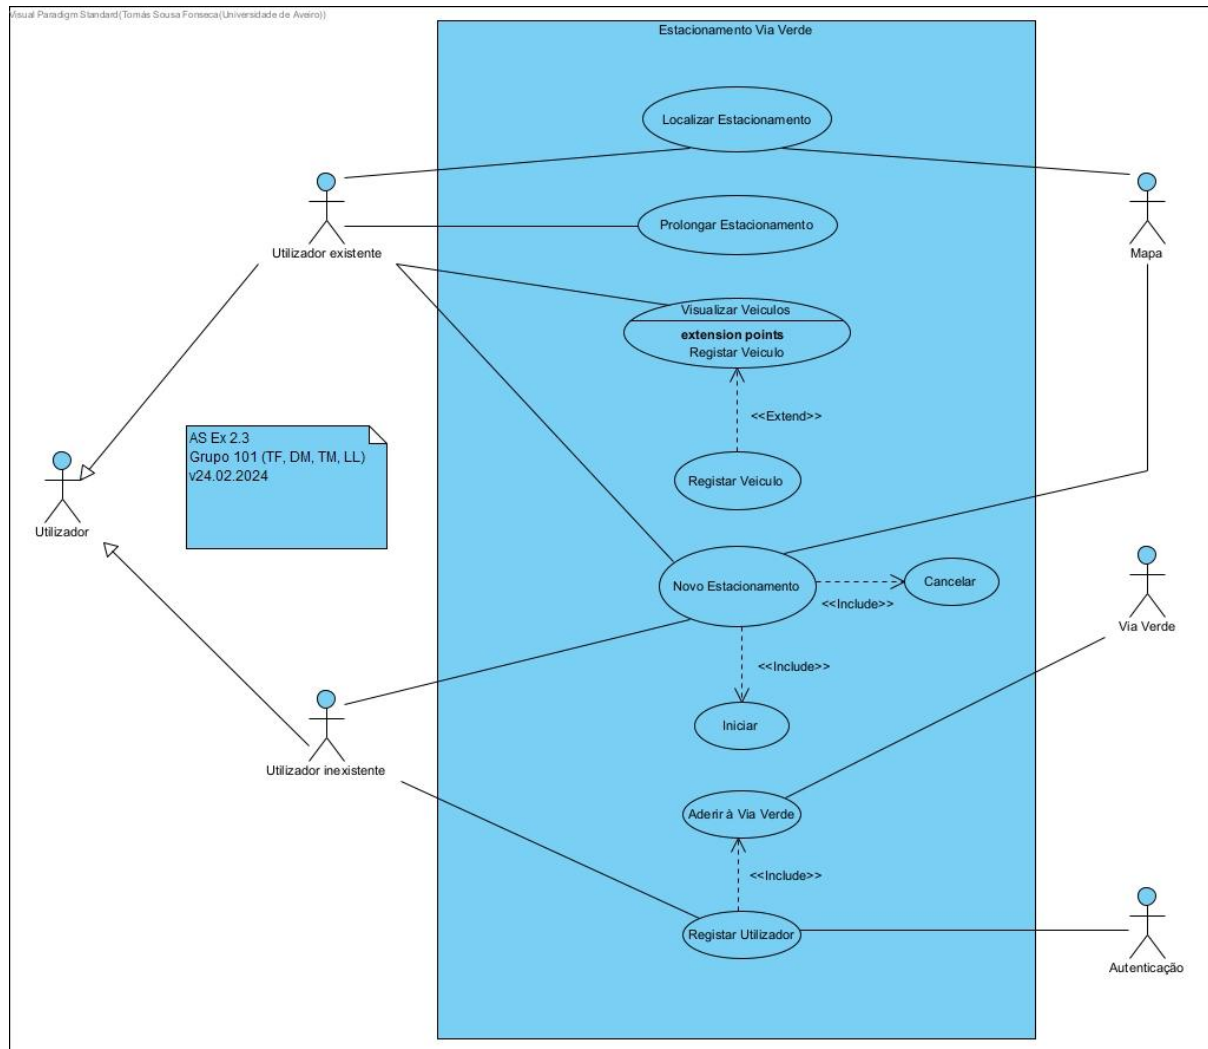 Visual Paradigm Standard(Tomás Sousa Fonseca(Universidade de Aveiro))
Estacionamento Via Verde
Localizar Estacionamento
Utilizador existente
Prolongar Estacionamento
Mapa
Visualizar Veiculos
extension points
Registar Veiculo
<<Extend>>
AS Ex 2.3
Grupo 101 (TF, DM, TM, LL)
v24.02.2024
Registar Veiculo
Utilizador
Novo Estacionamento
Cancelar
<<Include>>
Via Verde
<<Include>>
Iniciar
Utilizador inexistente
Aderir à Via Verde
<<Include>>
Registar Utilizador
Autenticação